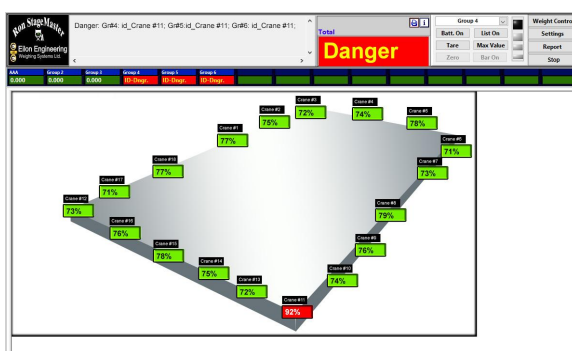 Ron StageMaster
Eilon Engineering
Weighting Systems Ltd.
Danger: Gr#4: id_Crane #11; Gr#5:id_Crane #11; Gr#6: id_Crane #11;
Total
Danger
Group 4
Batt. On
List On
Tare
Max Value
Zero
Bar On
Weight Control
Settings
Report
Stop
AAA
Group 2
Group 3
Group 4
Group 5
Group 6
0.000
0.000
0.000
ID-Dngr.
ID-Dngr.
ID-Dngr.
Crane #3
72%
Crane #4
74%
Crane #2
75%
Crane #5
78%
Crane #1
77%
Crane #6
71%
Crane #18
77%
Crane #7
73%
Crane #17
71%
Crane #12
73%
Crane #8
79%
Crane #16
76%
Crane #9
76%
Crane #15
78%
Crane #14
75%
Crane #10
74%
Crane #13
72%
Crane #11
92%